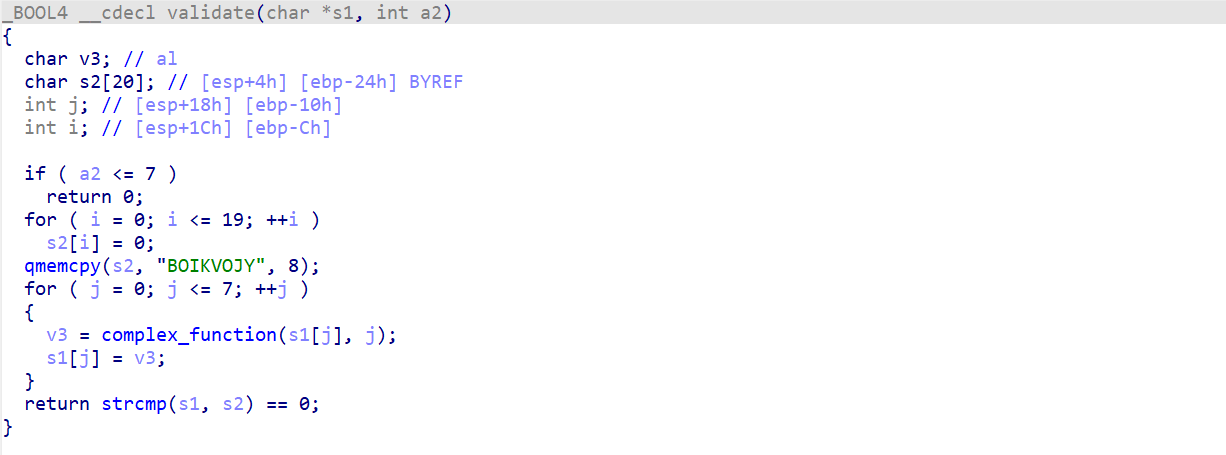 _BOOL4 __cdecl validate(char *s1, int a2)
{
  char v3; // al
  char s2[20]; // [esp+4h] [ebp-24h] BYREF
  int j; // [esp+18h] [ebp-10h]
  int i; // [esp+1Ch] [ebp-Ch]

  if ( a2 <= 7 )
    return 0;
  for ( i = 0; i <= 19; ++i )
    s2[i] = 0;
  qmemcpy(s2, "BOIKVOJY", 8);
  for ( j = 0; j <= 7; ++j )
  {
    v3 = complex_function(s1[j], j);
    s1[j] = v3;
  }
  return strcmp(s1, s2) == 0;
}